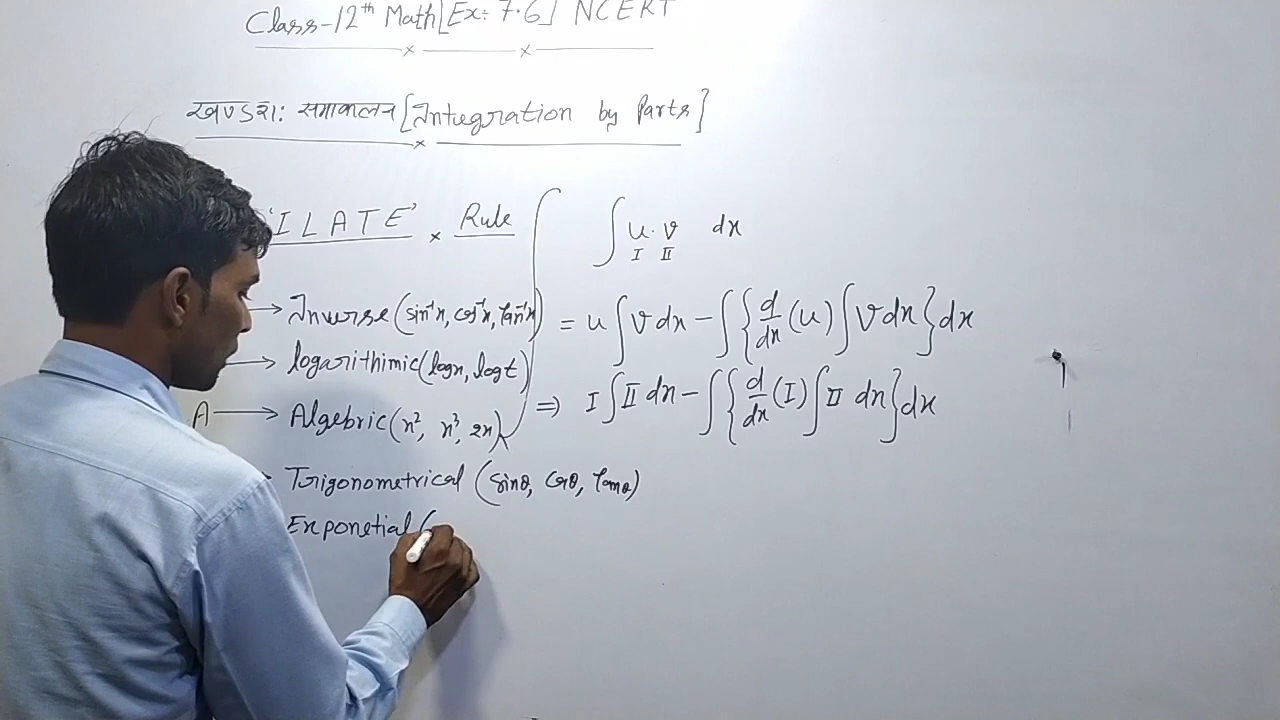 Class-12th Math[Ex÷ 7.6] NCERT
खण्डशः समाकलन [Integration by Parts]
'ILATE' × Rule
∫ u.v dx
I II
→ Inverse (sin⁻¹x, cos⁻¹x, tan⁻¹x)
= u∫v dx - ∫{d/dx (u) ∫v dx} dx
→ logarithimic (logx, logt)
A → Algebric (x², x³, 2x)
⇒ I∫II dx - ∫{d/dx (I) ∫II dx} dx
Trigonometrical (sinθ, cosθ, tanθ)
Exponetial (